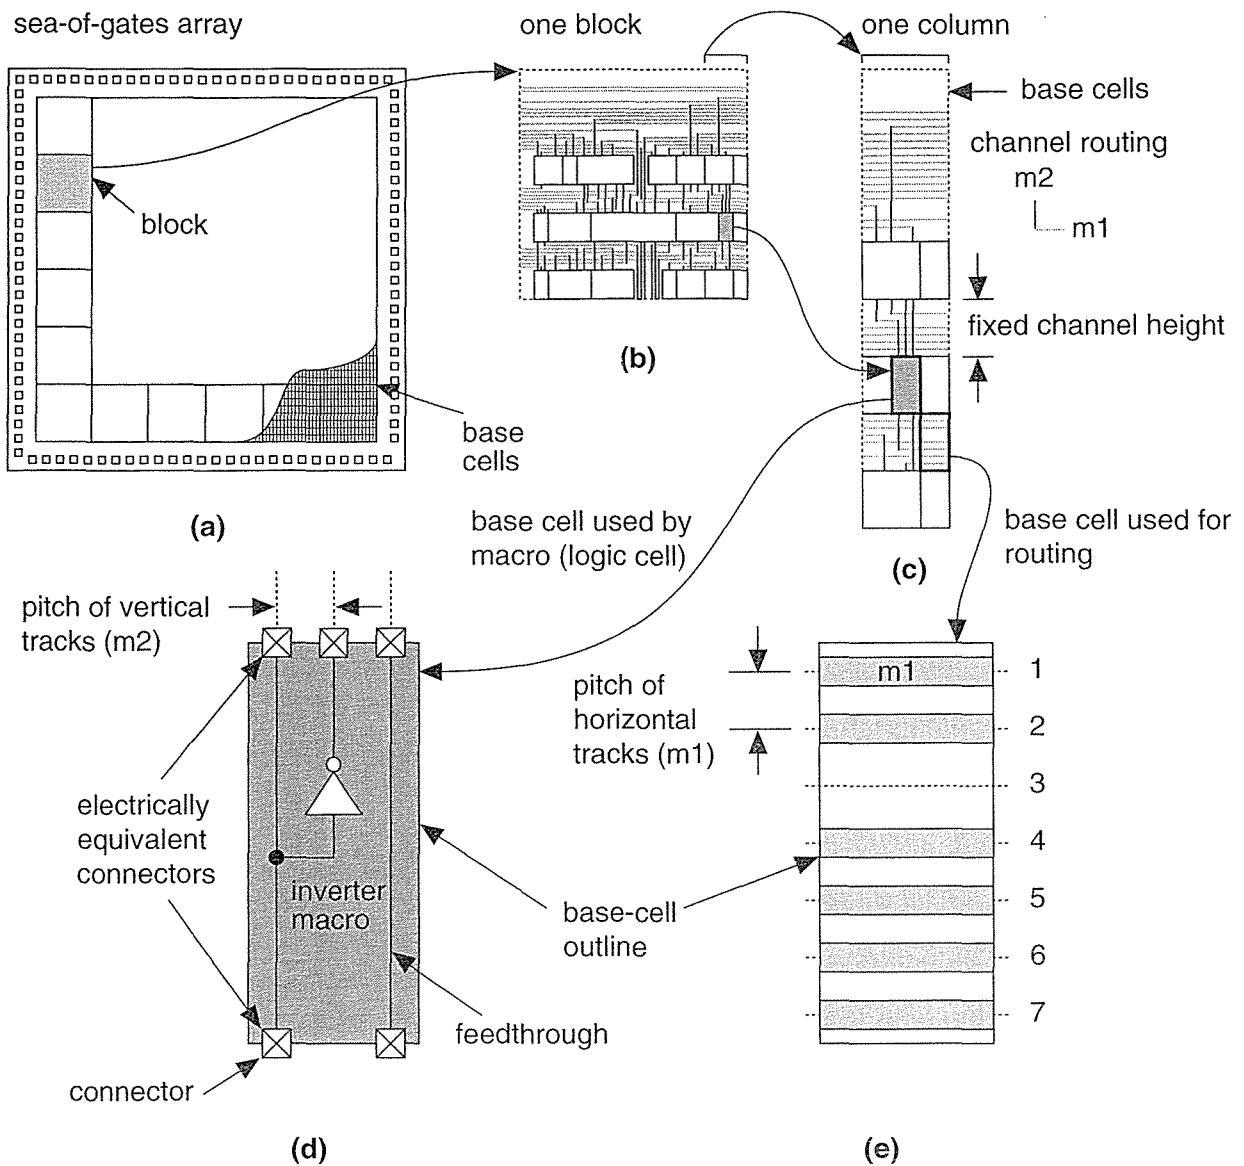 sea-of-gates array
one block
one column
base cells
channel routing
m2
m1
block
fixed channel height
(b)
base
cells
(a)
base cell used by
macro (logic cell)
base cell used for
routing
(c)
pitch of vertical
tracks (m2)
m1
1
pitch of
horizontal
tracks (m1)
2
3
electrically
equivalent
connectors
4
inverter
macro
base-cell
outline
5
6
feedthrough
7
connector
(d)
(e)